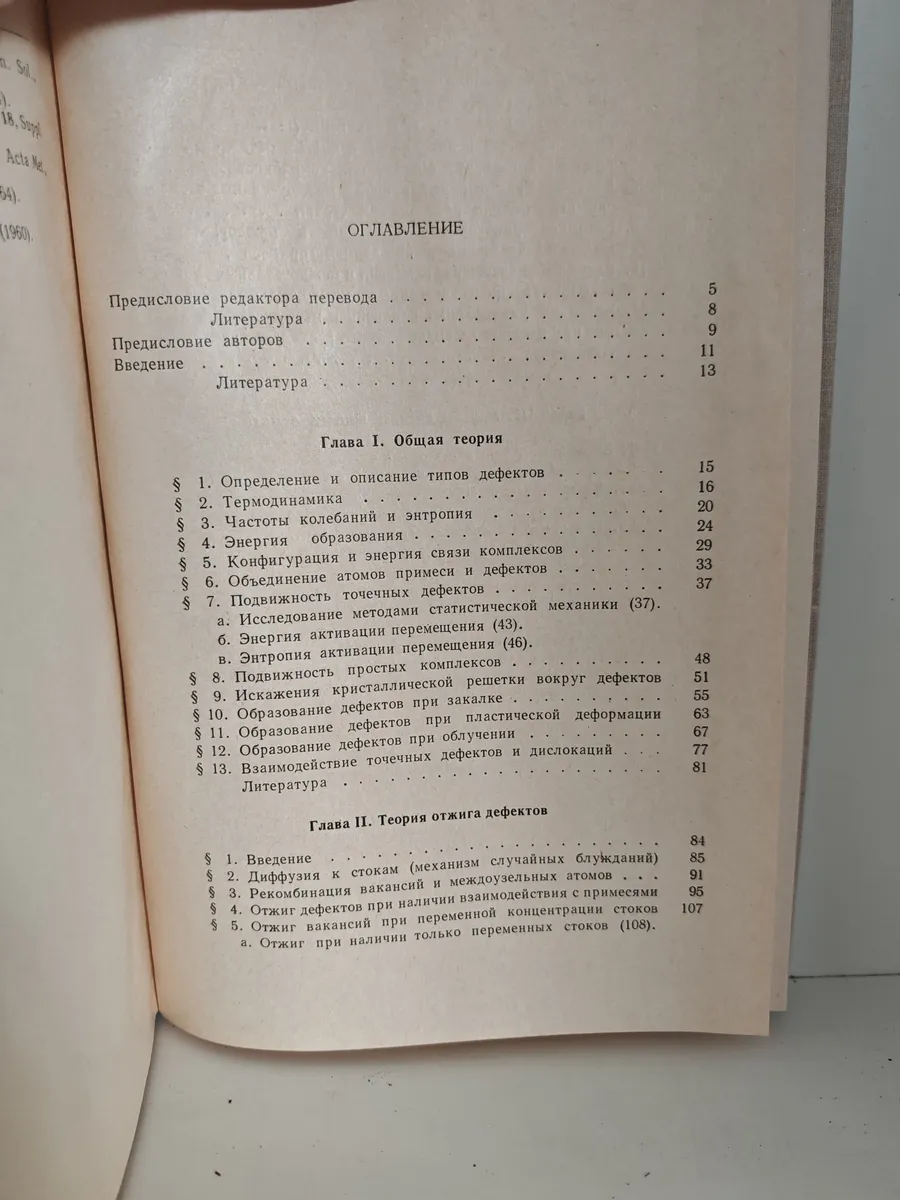 n. Sol.,
).
18, Suppl
Acta Met.,
64).
(1960).
ОГЛАВЛЕНИЕ
Предисловие редактора перевода . . . . . . . . . . . . . . . 5
Литература . . . . . . . . . . . . . . . . . . 8
Предисловие авторов . . . . . . . . . . . . . . . . . . . 9
Введение . . . . . . . . . . . . . . . . . . . . . . . . 11
Литература . . . . . . . . . . . . . . . . . . 13
Глава I. Общая теория
§ 1. Определение и описание типов дефектов . . . . . . 15
§ 2. Термодинамика . . . . . . . . . . . . . . . . 16
§ 3. Частоты колебаний и энтропия . . . . . . . . . . 20
§ 4. Энергия образования . . . . . . . . . . . . . . 24
§ 5. Конфигурация и энергия связи комплексов . . . . . . 29
§ 6. Объединение атомов примеси и дефектов . . . . . . . 33
§ 7. Подвижность точечных дефектов . . . . . . . . . . 37
а. Исследование методами статистической механики (37).
б. Энергия активации перемещения (43).
в. Энтропия активации перемещения (46).
§ 8. Подвижность простых комплексов . . . . . . . . . . 48
§ 9. Искажения кристаллической решетки вокруг дефектов 51
§ 10. Образование дефектов при закалке . . . . . . . . . . 55
§ 11. Образование дефектов при пластической деформации 63
§ 12. Образование дефектов при облучении . . . . . . . . . 67
§ 13. Взаимодействие точечных дефектов и дислокаций . . . 77
Литература . . . . . . . . . . . . . . . . . . . 81
Глава II. Теория отжига дефектов
§ 1. Введение . . . . . . . . . . . . . . . . . . . . 84
§ 2. Диффузия к стокам (механизм случайных блужданий) 85
§ 3. Рекомбинация вакансий и междоузельных атомов . . . 91
§ 4. Отжиг дефектов при наличии взаимодействия с примесями 95
§ 5. Отжиг вакансий при переменной концентрации стоков 107
а. Отжиг при наличии только переменных стоков (108).